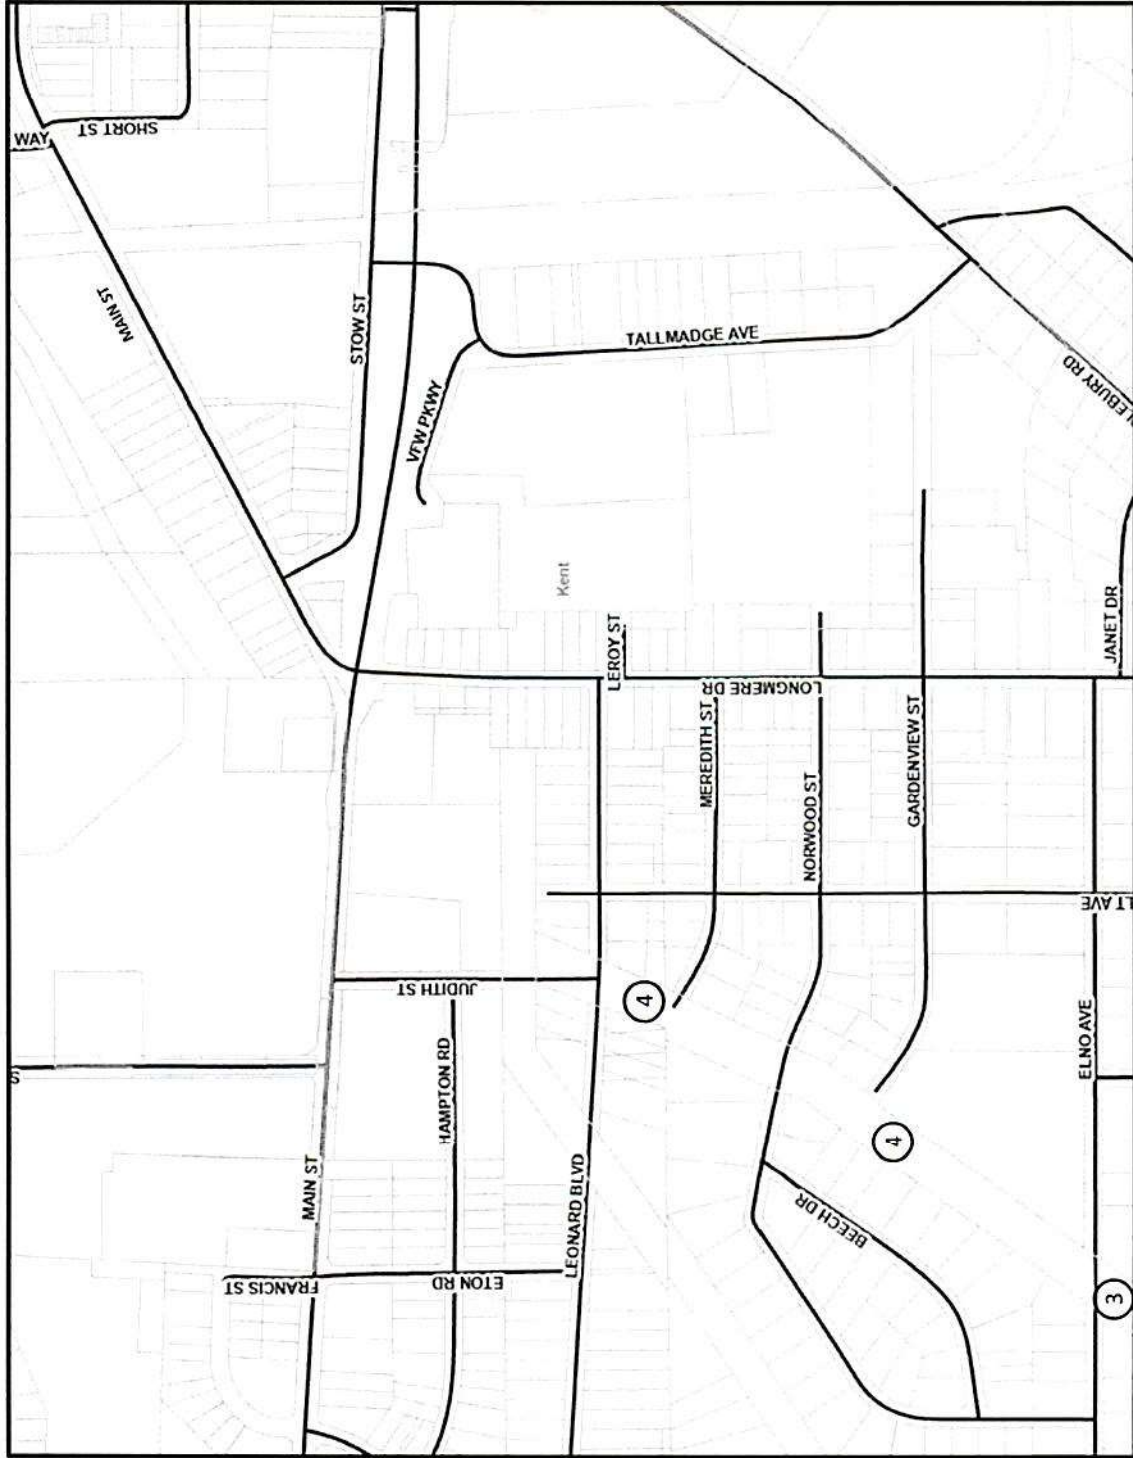 WAY
SHORT ST
MAIN ST
STOW ST
TALLMADGE AVE
LEBURY RD
VFW PKWY
Kent
LEROY ST
JANET DR
LONGMERE DR
MEREDITH ST
GARDENVIEW ST
NORWOOD ST
LT AVE
JUDITH ST
4
HAMPTON RD
ELNO AVE
S
4
MAIN ST
LEONARD BLVD
BEECH DR
FRANCIS ST
ETON RD
3